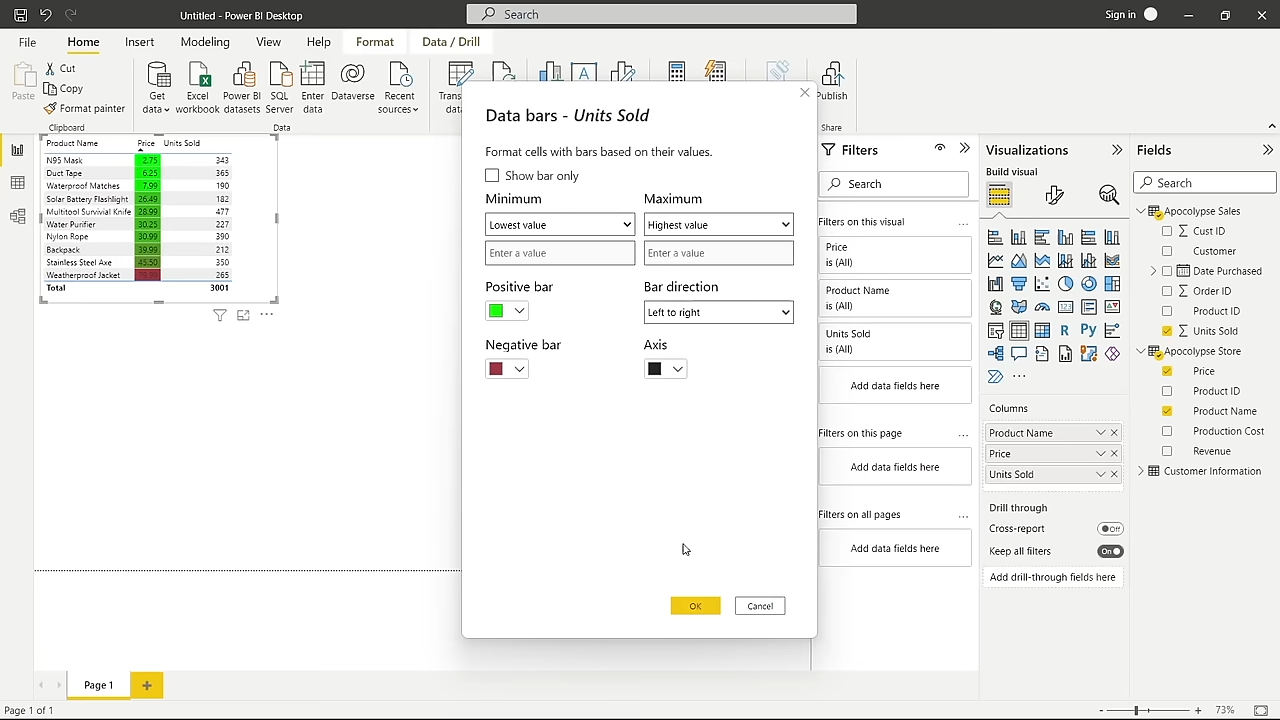 Untitled - Power BI Desktop
Search
Sign in
File
Home
Insert
Modeling
View
Help
Format
Data / Drill
Paste
Cut
Copy
Format painter
Clipboard
Get data
Excel workbook
Power BI datasets
SQL Server
Enter data
Dataverse
Recent sources
Data
Publish
Share
Product Name Price Units Sold
N95 Mask 2.75 343
Duct Tape 6.25 365
Waterproof Matches 7.99 190
Solar Battery Flashlight 26.49 182
Multitool Survivial Knife 28.99 477
Water Purifier 30.25 227
Nylon Rope 30.99 390
Backpack 39.99 212
Stainless Steel Axe 45.50 350
Weatherproof Jacket 265
Total 3001
Data bars - Units Sold
Format cells with bars based on their values.
Show bar only
Minimum
Maximum
Lowest value
Highest value
Enter a value
Enter a value
Positive bar
Bar direction
Left to right
Negative bar
Axis
OK
Cancel
Filters
Search
Filters on this visual
Price
is (All)
Product Name
is (All)
Units Sold
is (All)
Add data fields here
Filters on this page
Add data fields here
Filters on all pages
Add data fields here
Visualizations
Build visual
R
Py
Columns
Product Name
Price
Units Sold
Drill through
Cross-report
Off
Keep all filters
On
Add drill-through fields here
Fields
Search
Apocolypse Sales
Cust ID
Customer
Date Purchased
Order ID
Product ID
Units Sold
Apocolypse Store
Price
Product ID
Product Name
Production Cost
Revenue
Customer Information
Page 1
Page 1 of 1
73%